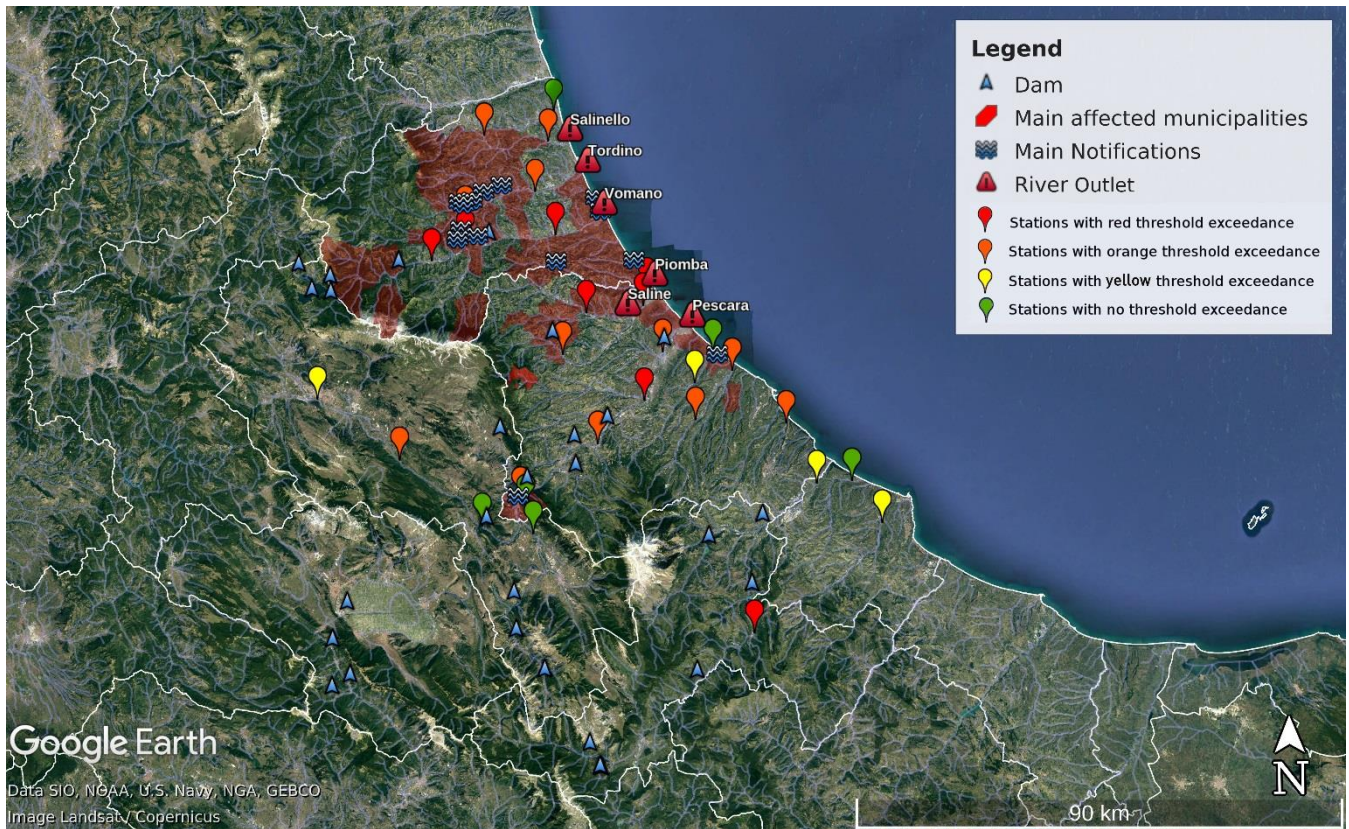 Legend
Dam
Main affected municipalities
Main Notifications
River Outlet
Stations with red threshold exceedance
Stations with orange threshold exceedance
Stations with yellow threshold exceedance
Stations with no threshold exceedance
Salinello
Tordino
Vomano
Piomba
Saline
Pescara
Google Earth
Data SIO, NOAA, U.S. Navy, NGA, GEBCO
Image Landsat / Copernicus
N
90 km